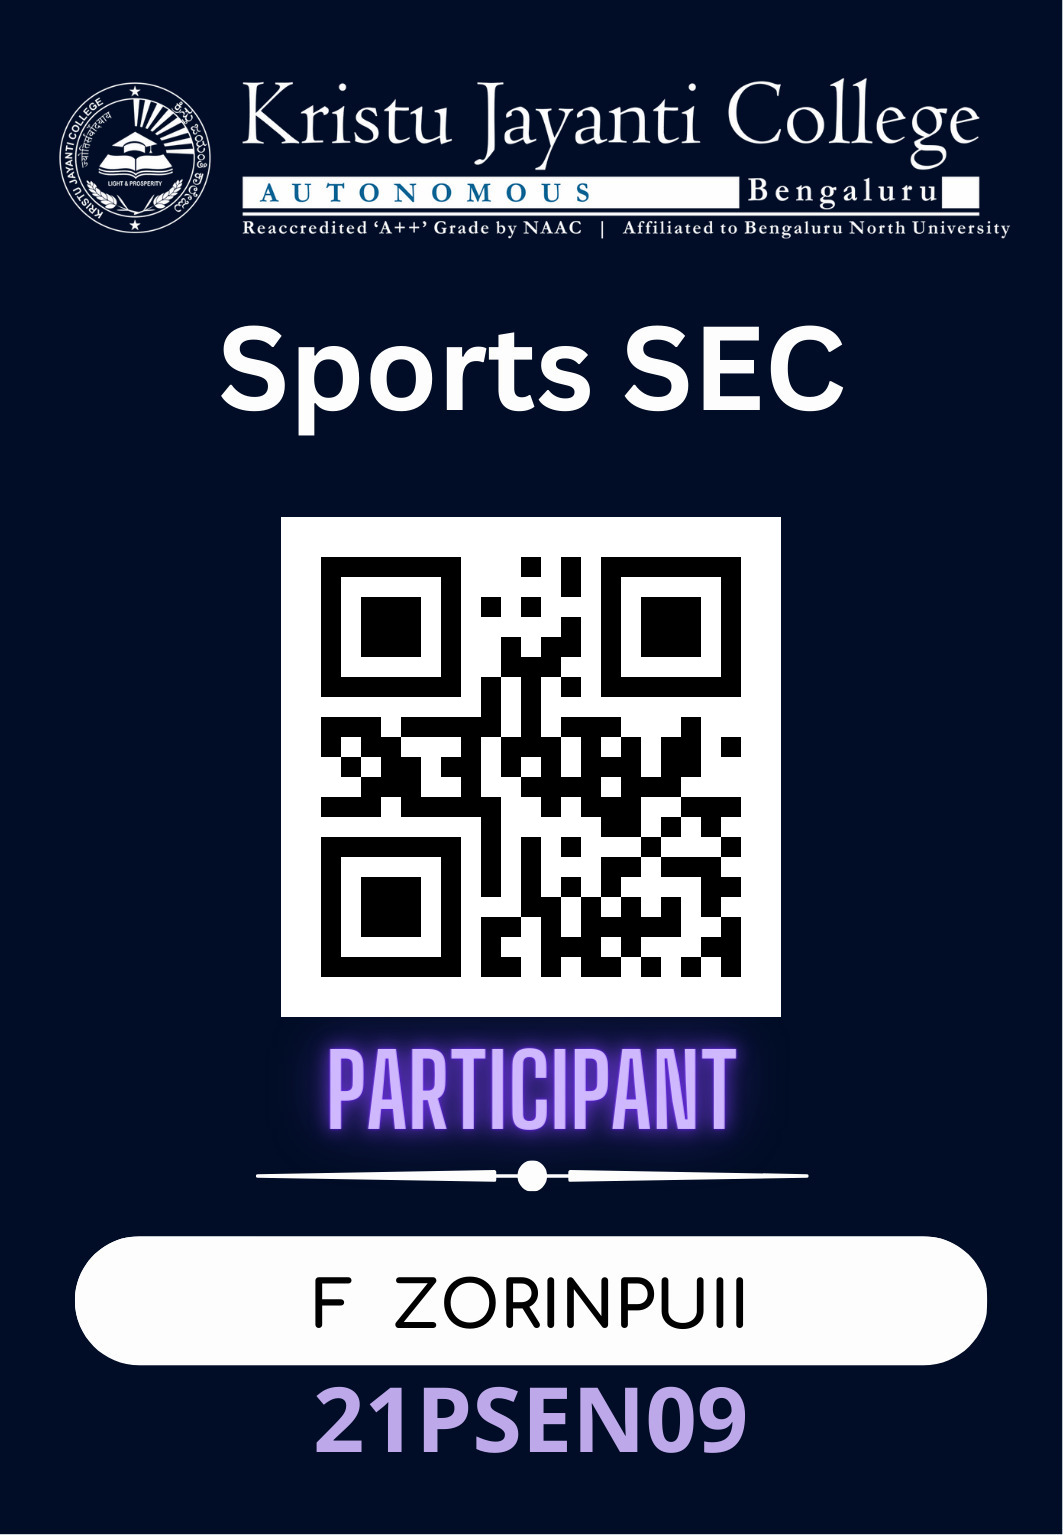 KRISTU JAYANTI COLLEGE
ಕ್ರಿಸ್ತು ಜಯಂತಿ ಕಾಲೇಜು
LIGHT & PROSPERITY
Kristu Jayanti College
AUTONOMOUS Bengaluru
Reaccredited ‘A++’ Grade by NAAC | Affiliated to Bengaluru North University
Sports SEC
PARTICIPANT
F ZORINPUII
21PSEN09